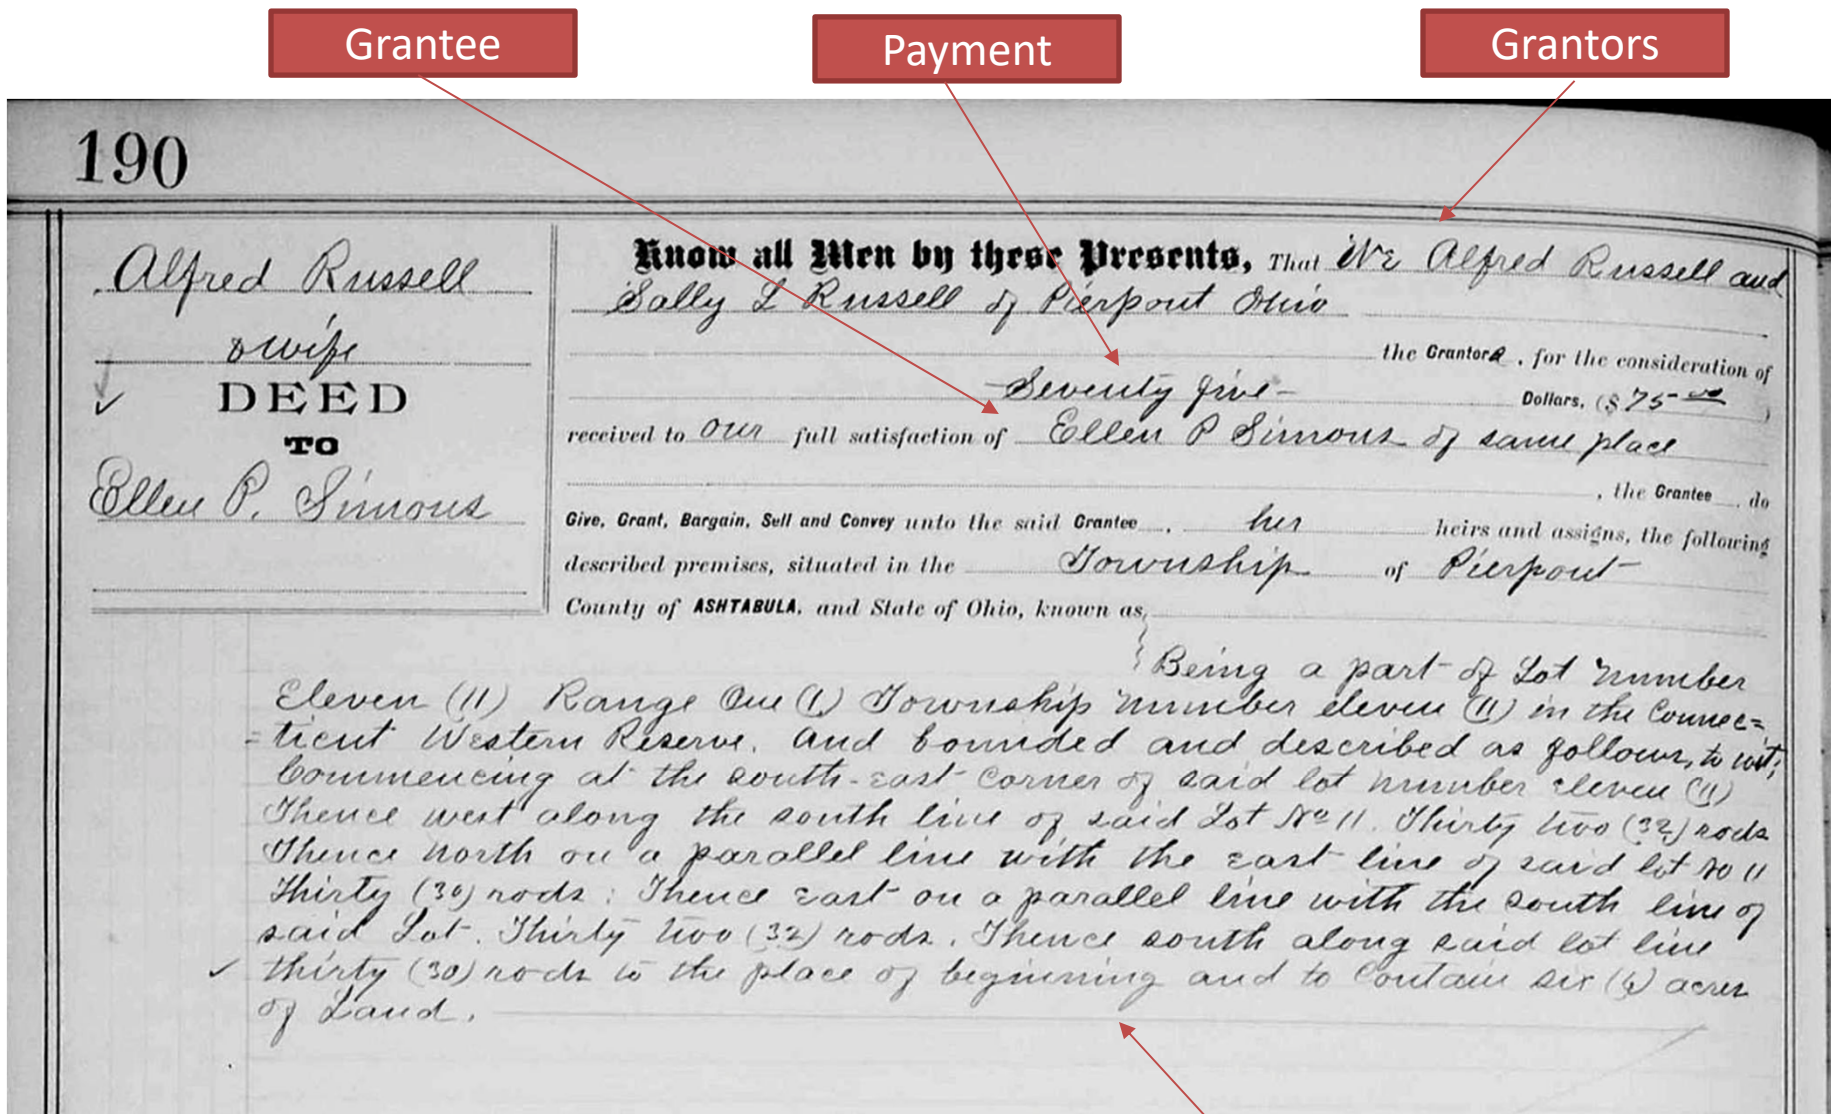 Grantee
Payment
Grantors
190
Alfred Russell
& wife
DEED
TO
Ellen P. Simons
Know all Men by these Presents, That We Alfred Russell and
Sally L Russell of Pierpont Ohio
the Grantors, for the consideration of
Seventy five Dollars, ($75 00)
received to our full satisfaction of Ellen P Simons of same place
, the Grantee do
Give, Grant, Bargain, Sell and Convey unto the said Grantee, her heirs and assigns, the following
described premises, situated in the Township of Pierpont
County of ASHTABULA, and State of Ohio, known as,
Being a part of Lot number
Eleven (11) Range One (1) Township number eleven (11) in the Connec=
=ticut Western Reserve. And bounded and described as follows, to wit;
Commencing at the south-east corner of said lot number eleven (11)
Thence west along the south line of said Lot No 11. Thirty two (32) rods
Thence North on a parallel line with the east line of said lot No 11
Thirty (30) rods: Thence east on a parallel line with the south line of
said Lot. Thirty two (32) rods. Thence south along said lot line
thirty (30) rods to the place of beginning and to Contain six (6) acres
of Land.